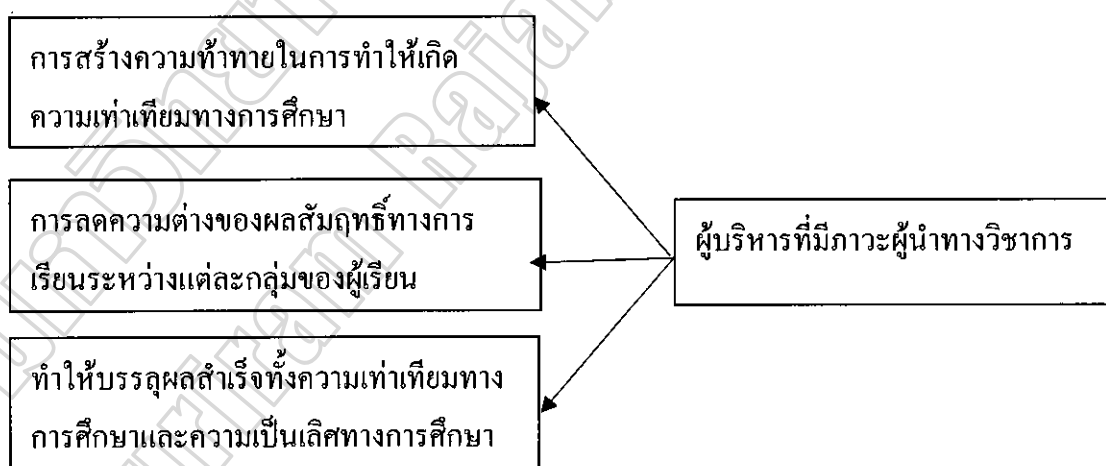 การสร้างความท้าทายในการทำให้เกิด
ความเท่าเทียมทางการศึกษา
การลดความต่างของผลสัมฤทธิ์ทางการ
เรียนระหว่างแต่ละกลุ่มของผู้เรียน
ผู้บริหารที่มีภาวะผู้นำทางวิชาการ
ทำให้บรรลุผลสำเร็จทั้งความเท่าเทียมทาง
การศึกษาและความเป็นเลิศทางการศึกษา